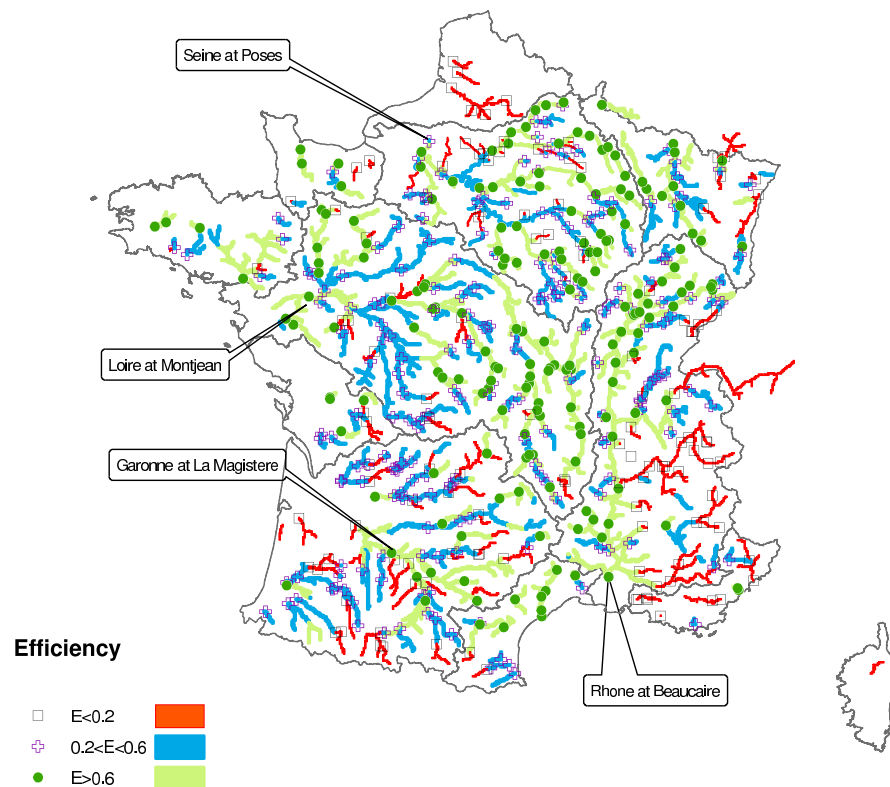 Seine at Poses
Loire at Montjean
Garonne at La Magistere
Rhone at Beaucaire
Efficiency
E<0.2
0.2<E<0.6
E>0.6